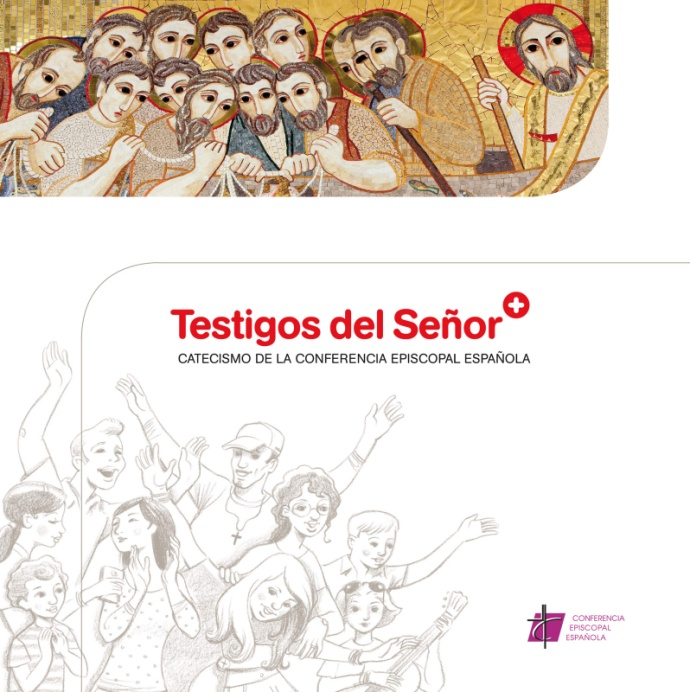 Testigos del Señor
CATECISMO DE LA CONFERENCIA EPISCOPAL ESPAÑOLA
CONFERENCIA
EPISCOPAL
ESPAÑOLA